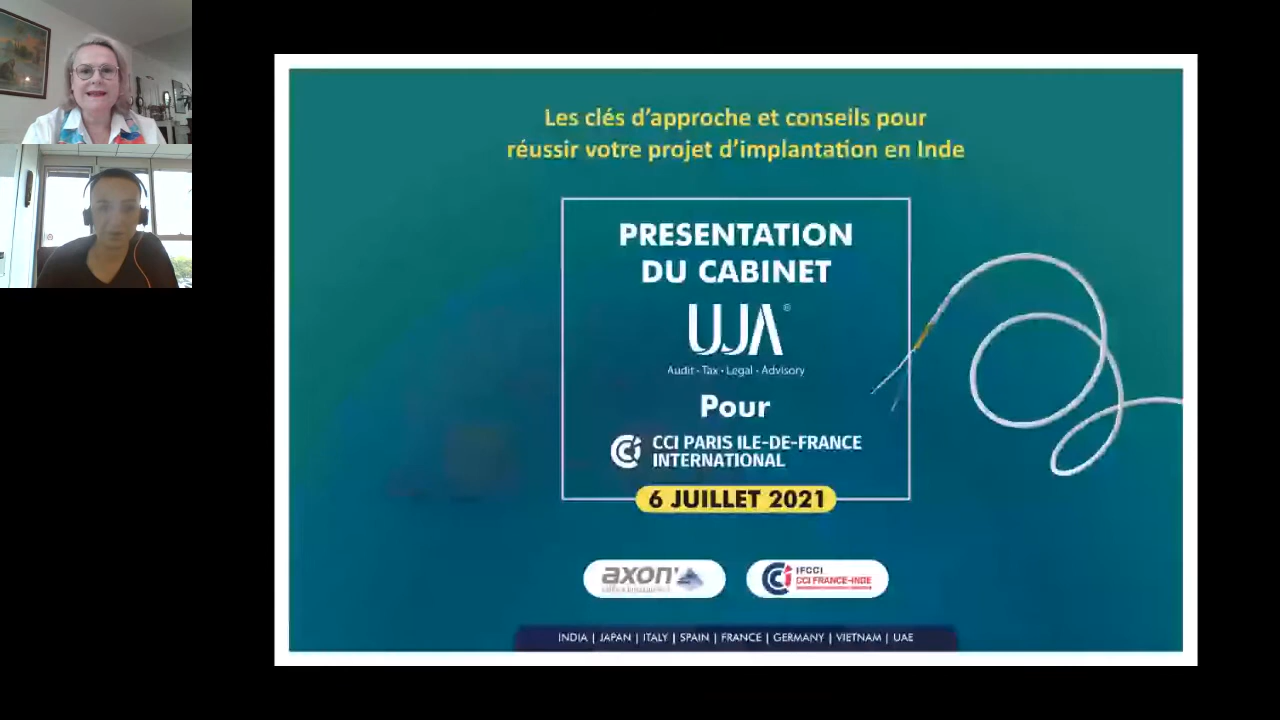 Les clés d'approche et conseils pour
réussir votre projet d'implantation en Inde
PRESENTATION
DU CABINET
UJA®
Audit - Tax - Legal - Advisory
Pour
CCI PARIS ILE-DE-FRANCE
INTERNATIONAL
6 JUILLET 2021
axon'
IFCCI
CCI FRANCE-INDE
INDIA | JAPAN | ITALY | SPAIN | FRANCE | GERMANY | VIETNAM | UAE